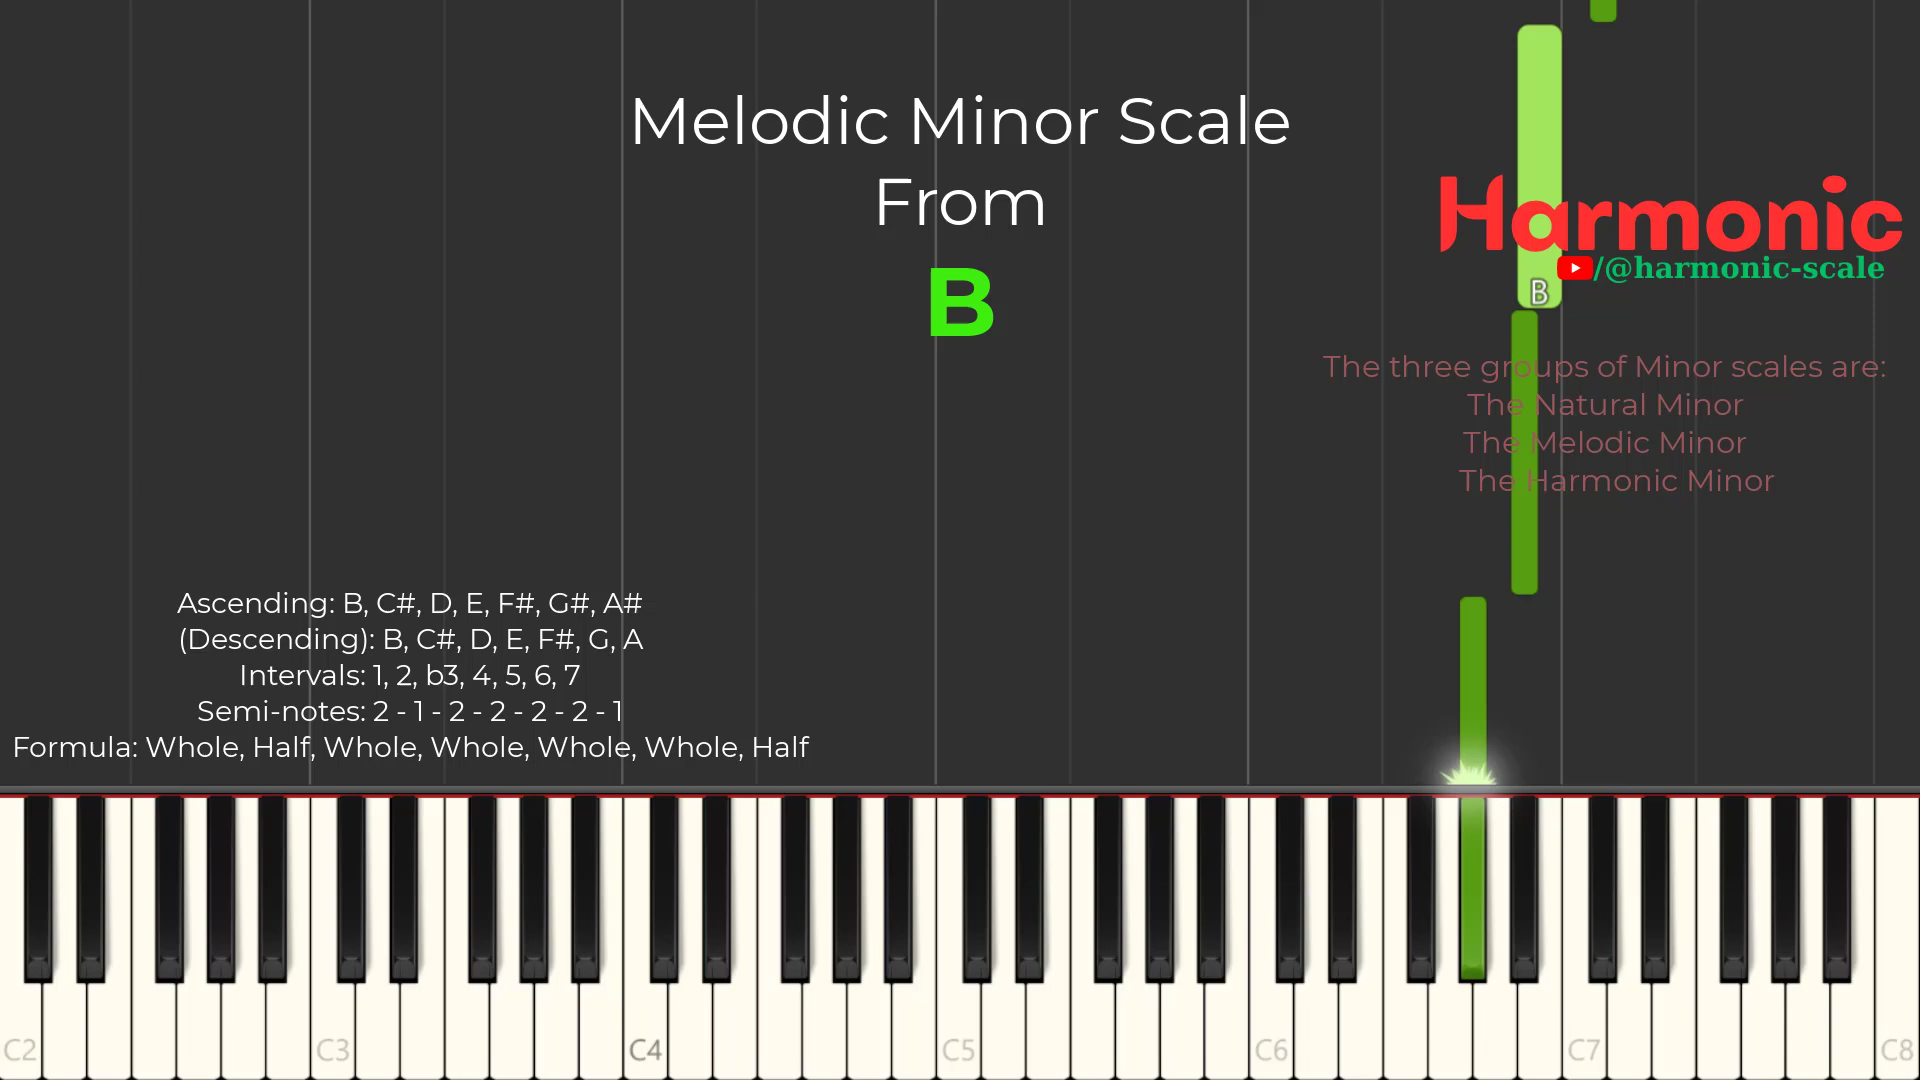 Melodic Minor Scale
From
B
Harmonic
/@harmonic-scale
B
The three groups of Minor scales are:
The Natural Minor
The Melodic Minor
The Harmonic Minor
Ascending: B, C#, D, E, F#, G#, A#
(Descending): B, C#, D, E, F#, G, A
Intervals: 1, 2, b3, 4, 5, 6, 7
Semi-notes: 2 - 1 - 2 - 2 - 2 - 2 - 1
Formula: Whole, Half, Whole, Whole, Whole, Whole, Half
C2 C3 C4 C5 C6 C7 C8